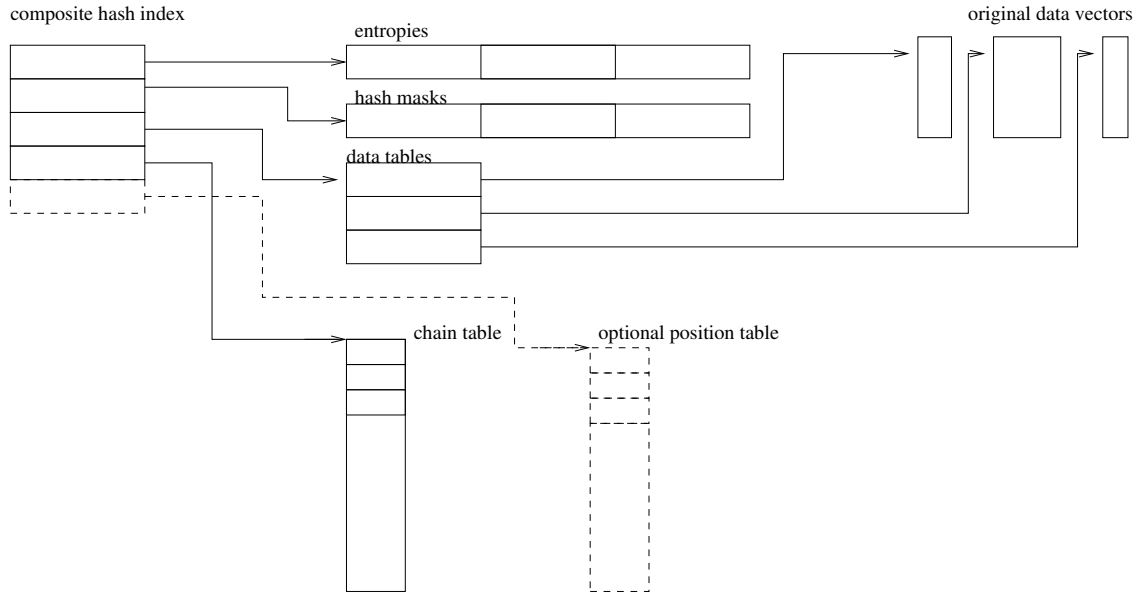 composite hash index
original data vectors
entropies
hash masks
data tables
chain table
optional position table